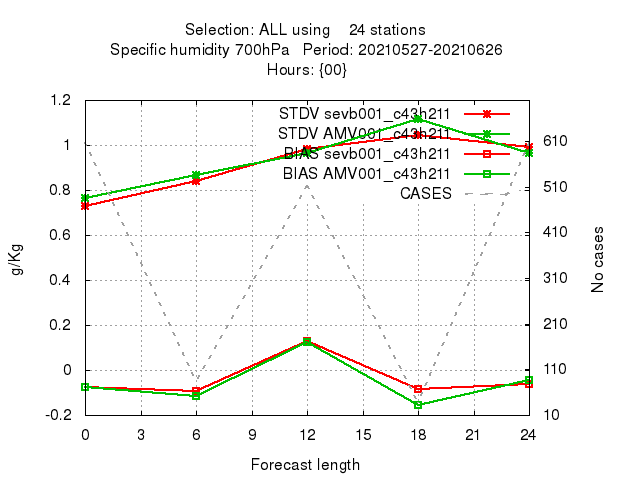 Selection: ALL using 24 stations
Specific humidity 700hPa Period: 20210527-20210626
Hours: {00}
STDV sevb001_c43h211
STDV AMV001_c43h211
BIAS sevb001_c43h211
BIAS AMV001_c43h211
CASES
1.2
1
0.8
0.6
0.4
0.2
0
-0.2
g/Kg
610
510
410
310
210
110
10
No cases
0 3 6 9 12 15 18 21 24
Forecast length